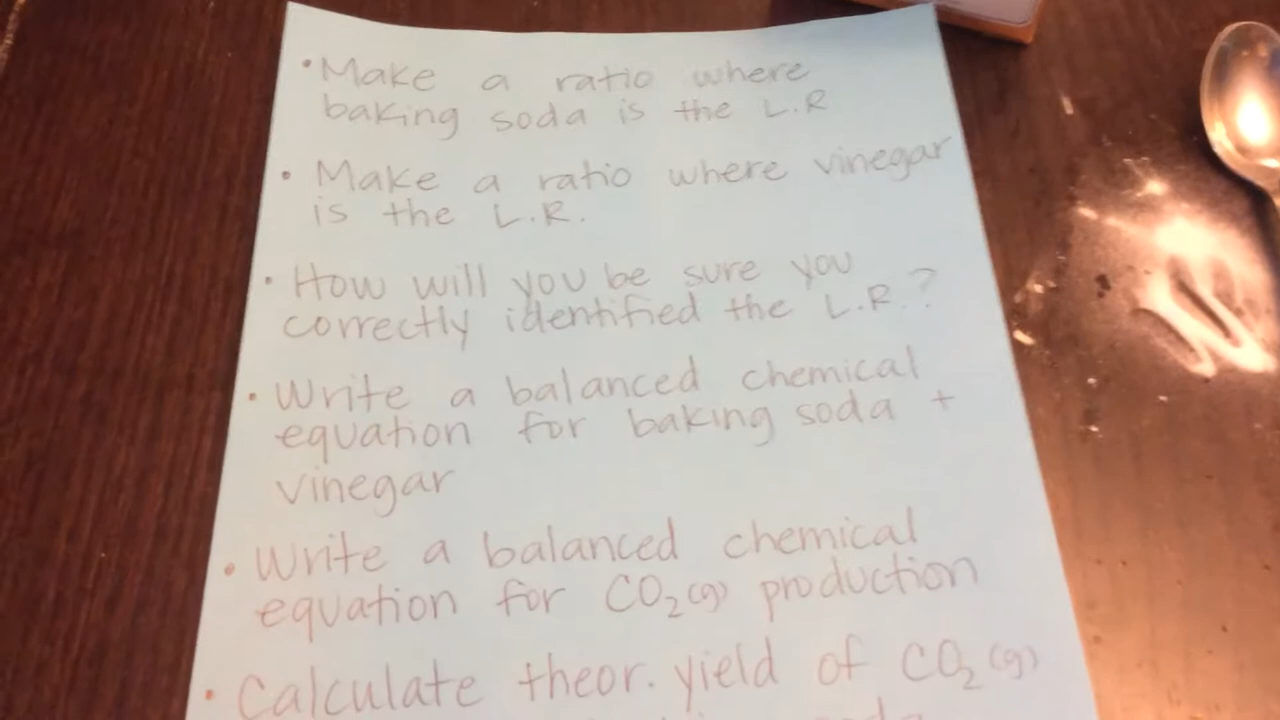 • Make a ratio where
baking soda is the L.R
• Make a ratio where vinegar
is the L.R.
• How will you be sure you
correctly identified the L.R.?
• Write a balanced chemical
equation for baking soda +
vinegar
• Write a balanced chemical
equation for CO₂(g) production
• Calculate theor. yield of CO₂(g)